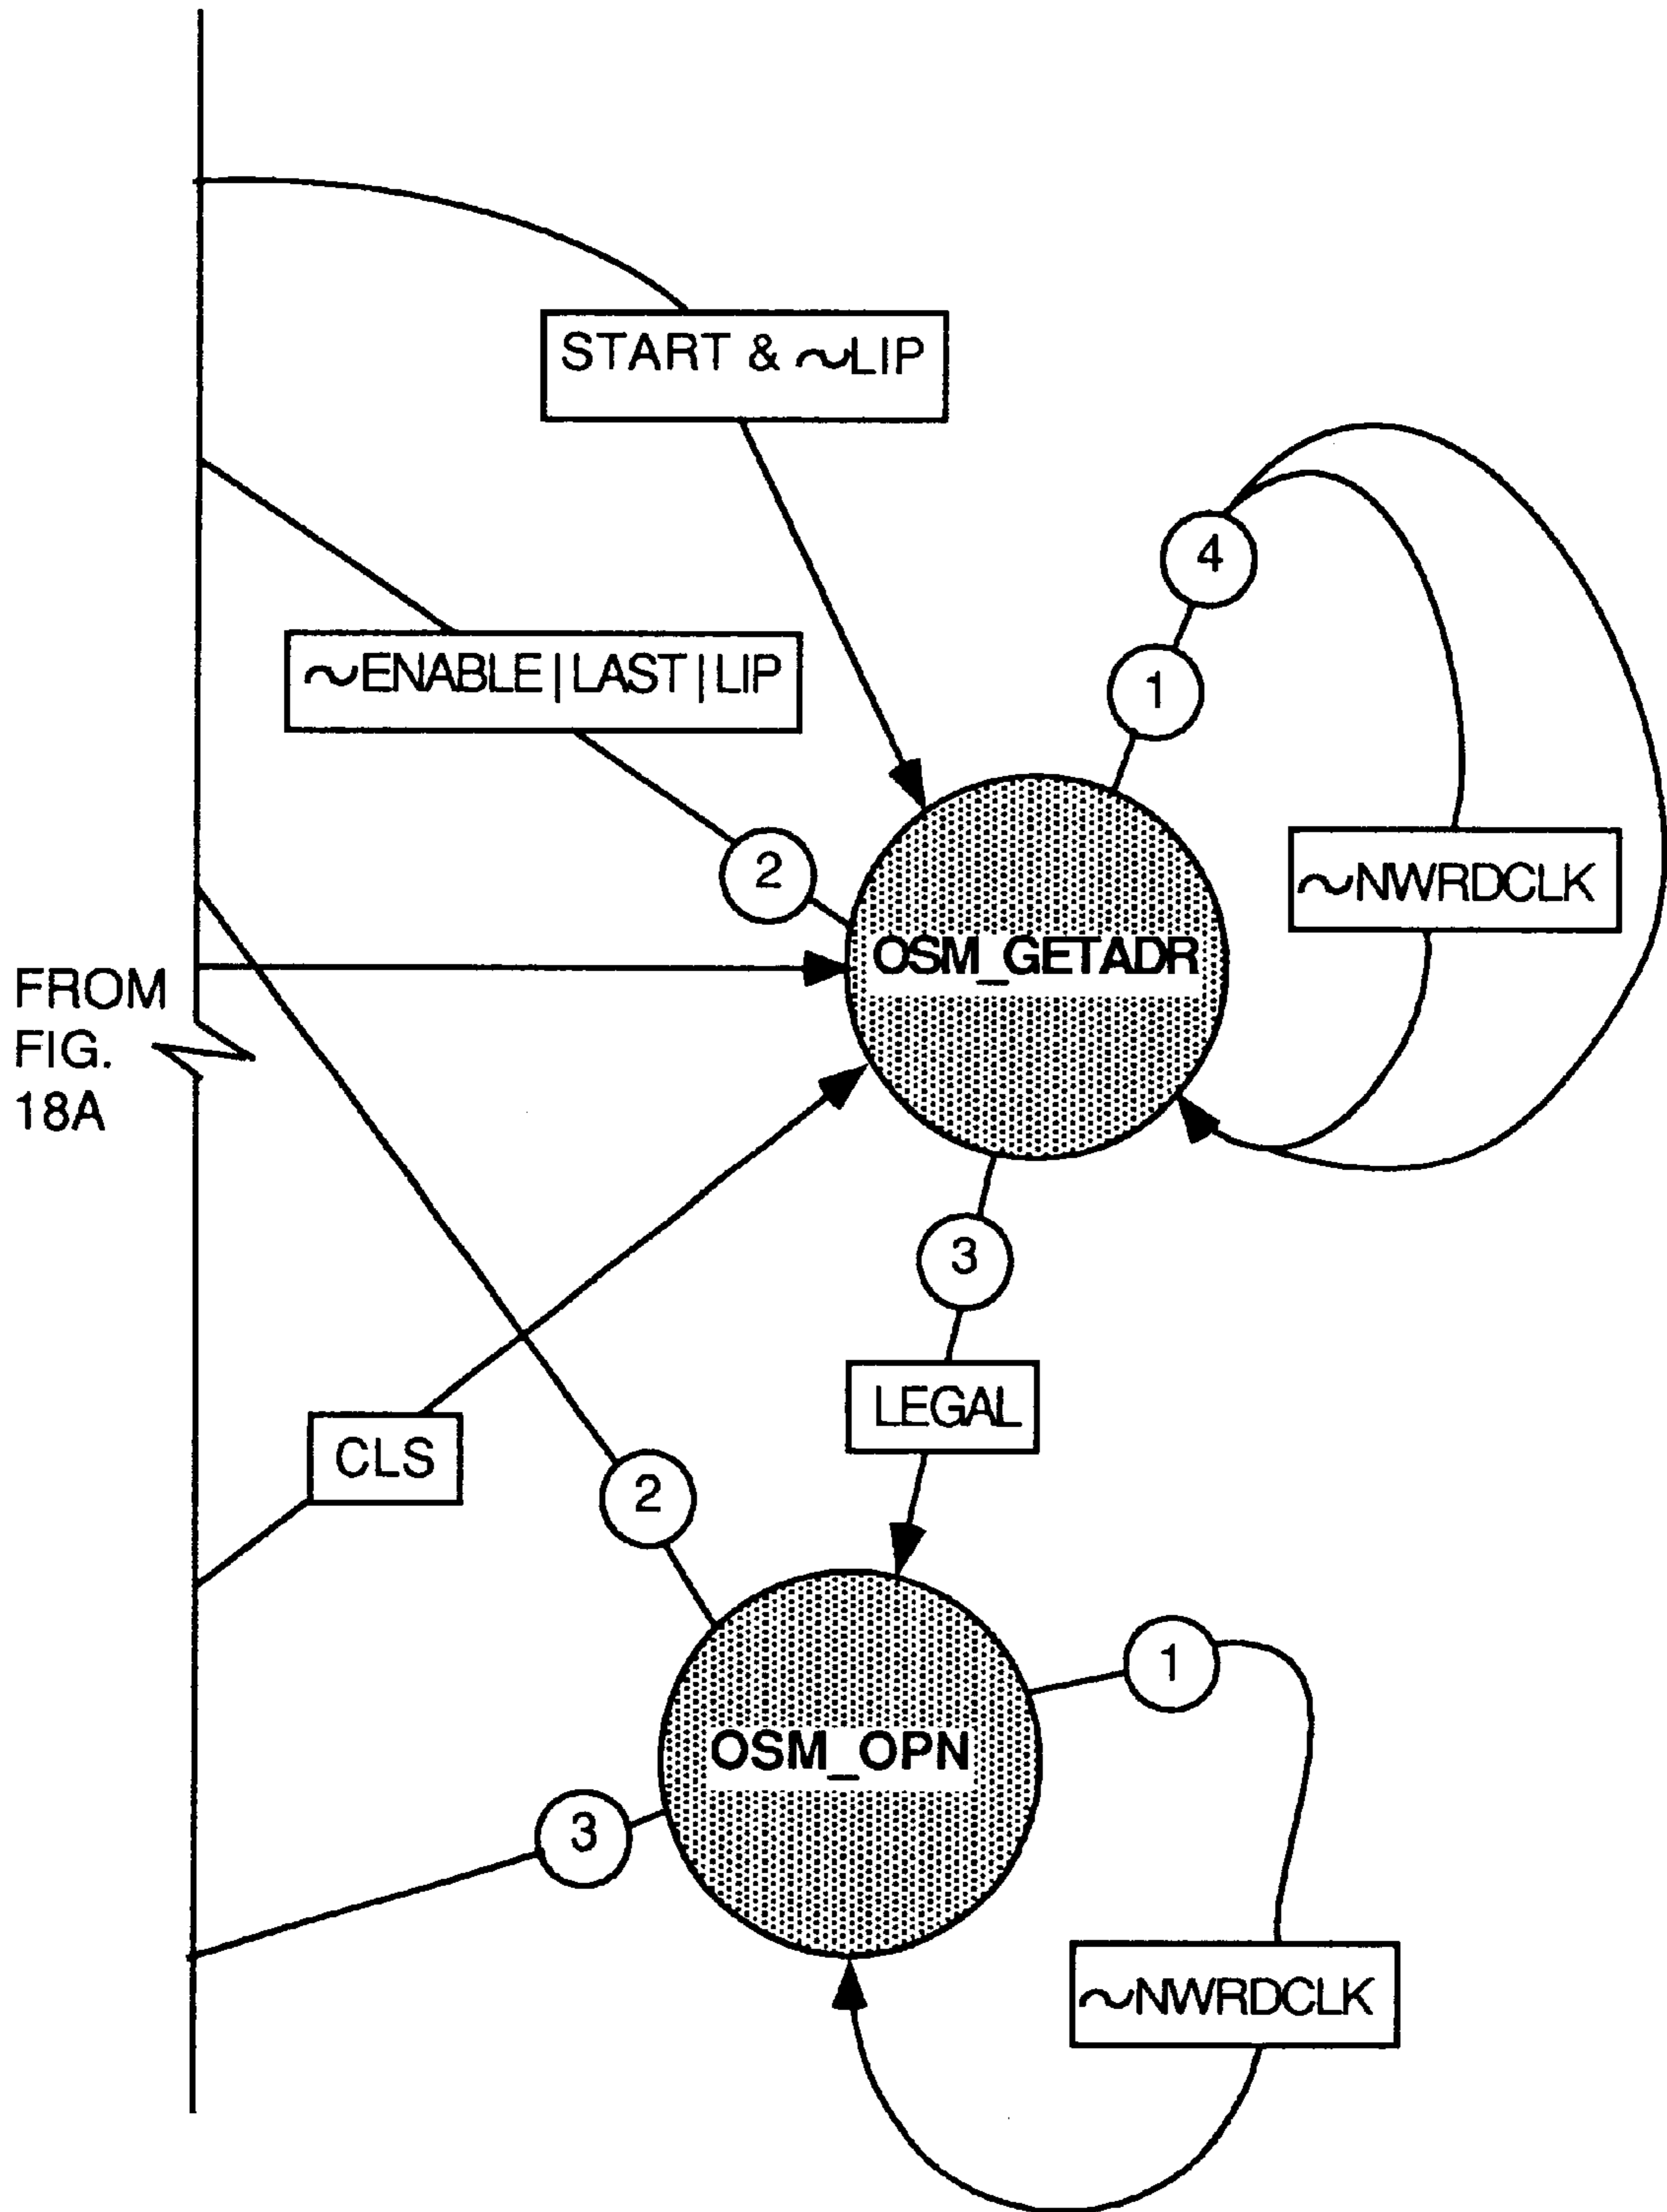 START & ~LIP
4
~ENABLE | LAST | LIP
1
2
~NWRDCLK
OSM_GETADR
FROM
FIG.
18A
3
LEGAL
CLS
2
1
OSM_OPN
3
~NWRDCLK